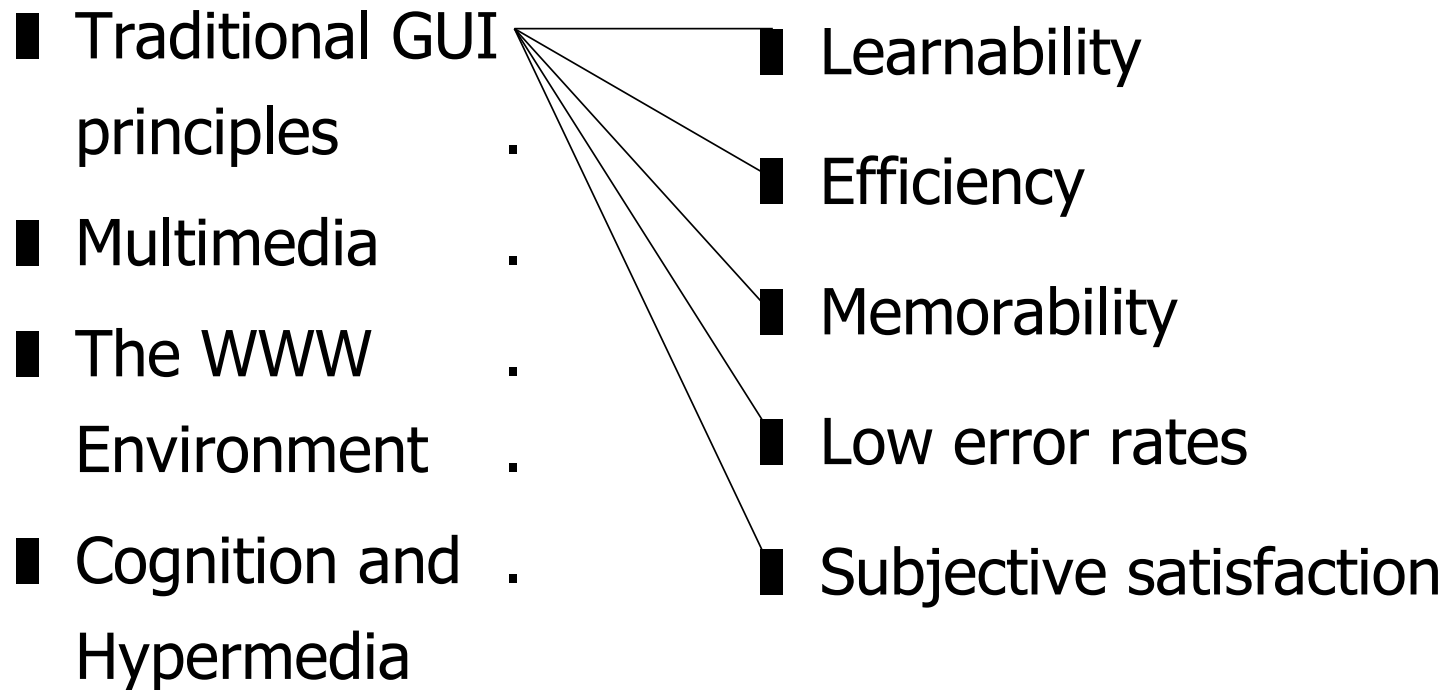 Traditional GUI
principles .
Multimedia .
The WWW .
Environment .
Cognition and .
Hypermedia
Learnability
Efficiency
Memorability
Low error rates
Subjective satisfaction